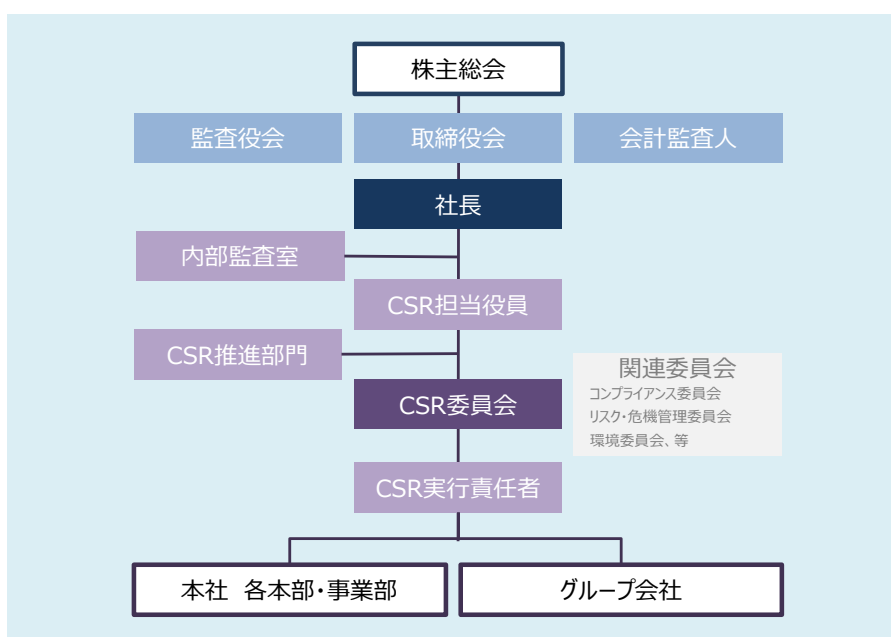 株主総会
監査役会
取締役会
会計監査人
社長
内部監査室
CSR担当役員
CSR推進部門
関連委員会
コンプライアンス委員会
リスク・危機管理委員会
環境委員会、等
CSR委員会
CSR実行責任者
本社 各本部・事業部
グループ会社